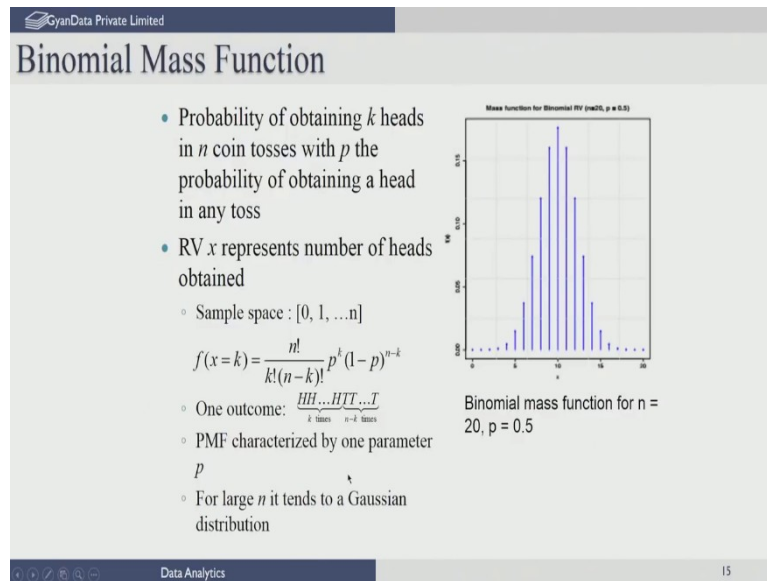 GyanData Private Limited
Binomial Mass Function
• Probability of obtaining k heads
in n coin tosses with p the
probability of obtaining a head
in any toss
• RV x represents number of heads
obtained
◦ Sample space : [0, 1, …n]
f(x = k) = n! / k!(n−k)! p^k (1−p)^{n−k}
◦ One outcome: HH…HTT…T
k times n−k times
◦ PMF characterized by one parameter
p
◦ For large n it tends to a Gaussian
distribution
Mass function for Binomial RV (n=20, p = 0.5)
0.15
0.10
0.05
0.00
0 5 10 15 20
x
Binomial mass function for n =
20, p = 0.5
Data Analytics
15